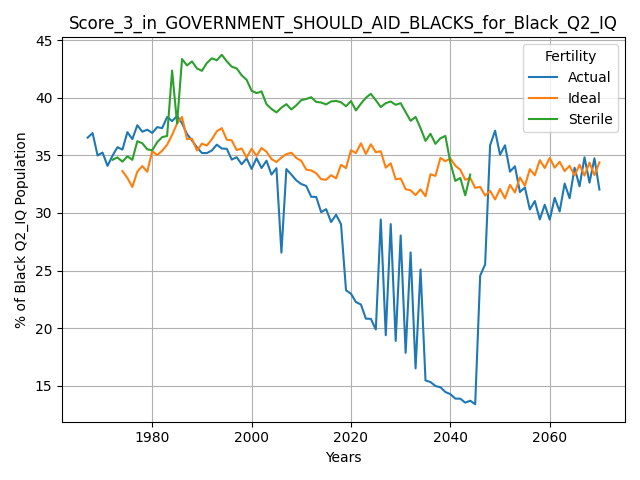 Score_3_in_GOVERNMENT_SHOULD_AID_BLACKS_for_Black_Q2_IQ
45
40
35
30
25
20
15
% of Black Q2_IQ Population
Fertility
Actual
Ideal
Sterile
1980
2000
2020
2040
2060
Years